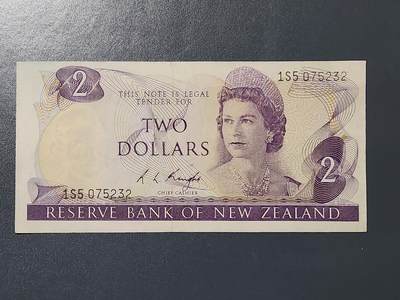 2
1S5 075232
THIS NOTE IS LEGAL
TENDER FOR
TWO
DOLLARS
2
1S5 075232
R. L. Knight
CHIEF CASHIER
RESERVE BANK OF NEW ZEALAND